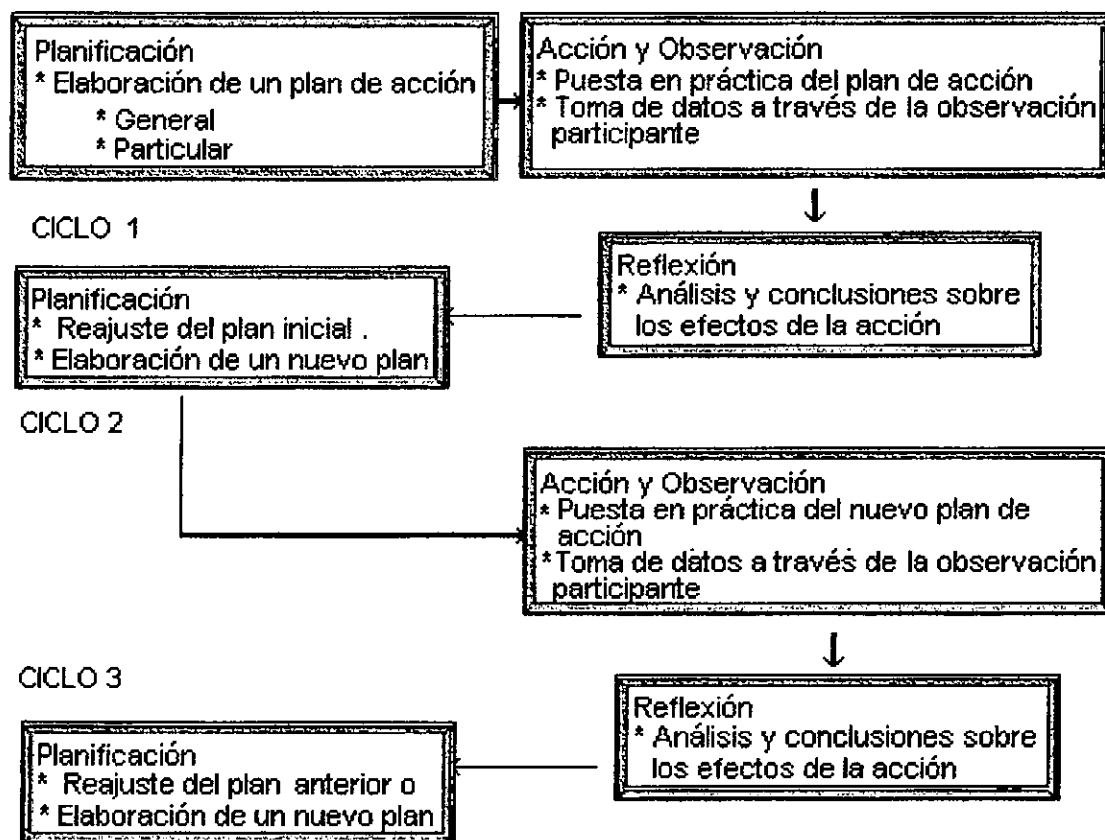 Planificación
* Elaboración de un plan de acción
* General
* Particular
Acción y Observación
* Puesta en práctica del plan de acción
* Toma de datos a través de la observación
participante
CICLO 1
Reflexión
* Análisis y conclusiones sobre
los efectos de la acción
Planificación
* Reajuste del plan inicial .
* Elaboración de un nuevo plan
CICLO 2
Acción y Observación
* Puesta en práctica del nuevo plan de
acción
* Toma de datos a través de la observación
participante
CICLO 3
Reflexión
* Análisis y conclusiones sobre
los efectos de la acción
Planificación
* Reajuste del plan anterior o
* Elaboración de un nuevo plan